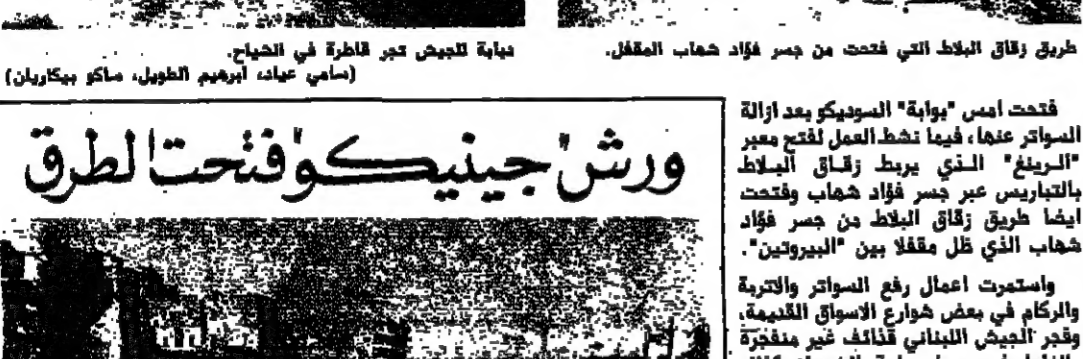 طريق زقاق البلاط التي فتحت من جسر فؤاد شهاب المقفل.
دبابة للجيش تجر قاطرة في الشياح.
(سامي عياد، ابرهيم الطويل، ساكو بيكاريان)
فتحت امس "بوابة" السوديكو بعد ازالة
السواتر عنها، فيما نشط العمل لفتح معبر
"الرينغ" الذي يربط زقاق البلاط
بالتباريس عبر جسر فؤاد شهاب وفتحت
ايضا طريق زقاق البلاط من جسر فؤاد
شهاب الذي ظل مقفلا بين "البيروتين".
واستمرت اعمال رفع السواتر والاتربة
والركام في بعض شوارع الاسواق القديمة،
وفجر الجيش اللبناني قذائف غير منفجرة
ورش جينيكو فتحت الطرق